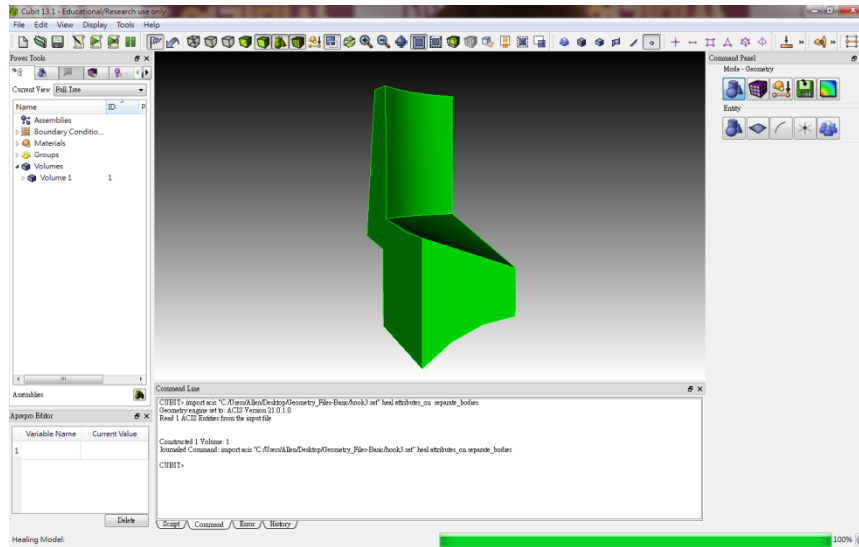 Cubit 13.1 - Educational/Research use only
File Edit View Display Tools Help
Power Tools
Current View Full Tree
Name ID P
Assemblies
Boundary Conditio...
Materials
Groups
Volumes
Volume 1 1
Assemblies
Aprepro Editor
Variable Name Current Value
1
Delete
Command Line
CUBIT> import acis "C:/Users/Allen/Desktop/Geometry_Files-Basic/hook3.sat" heal attributes_on separate_bodies
Geometry engine set to: ACIS Version 21.0.1.0
Read 1 ACIS Entities from the input file
Constructed 1 Volume: 1
Journaled Command: import acis "C:/Users/Allen/Desktop/Geometry_Files-Basic/hook3.sat" heal attributes_on separate_bodies
CUBIT>
Script Command Error History
Command Panel
Mode - Geometry
Entity
Healing Model:
100%